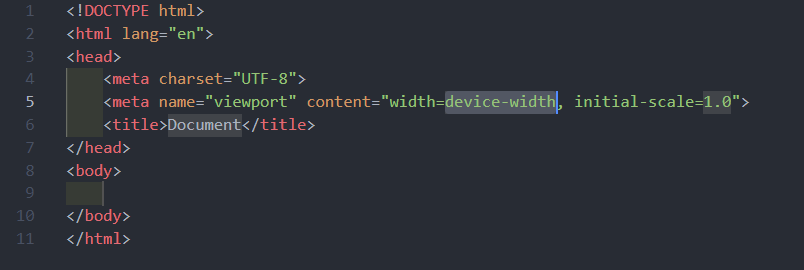 1 <!DOCTYPE html>
2 <html lang="en">
3 <head>
4     <meta charset="UTF-8">
5     <meta name="viewport" content="width=device-width, initial-scale=1.0">
6     <title>Document</title>
7 </head>
8 <body>
9
10 </body>
11 </html>